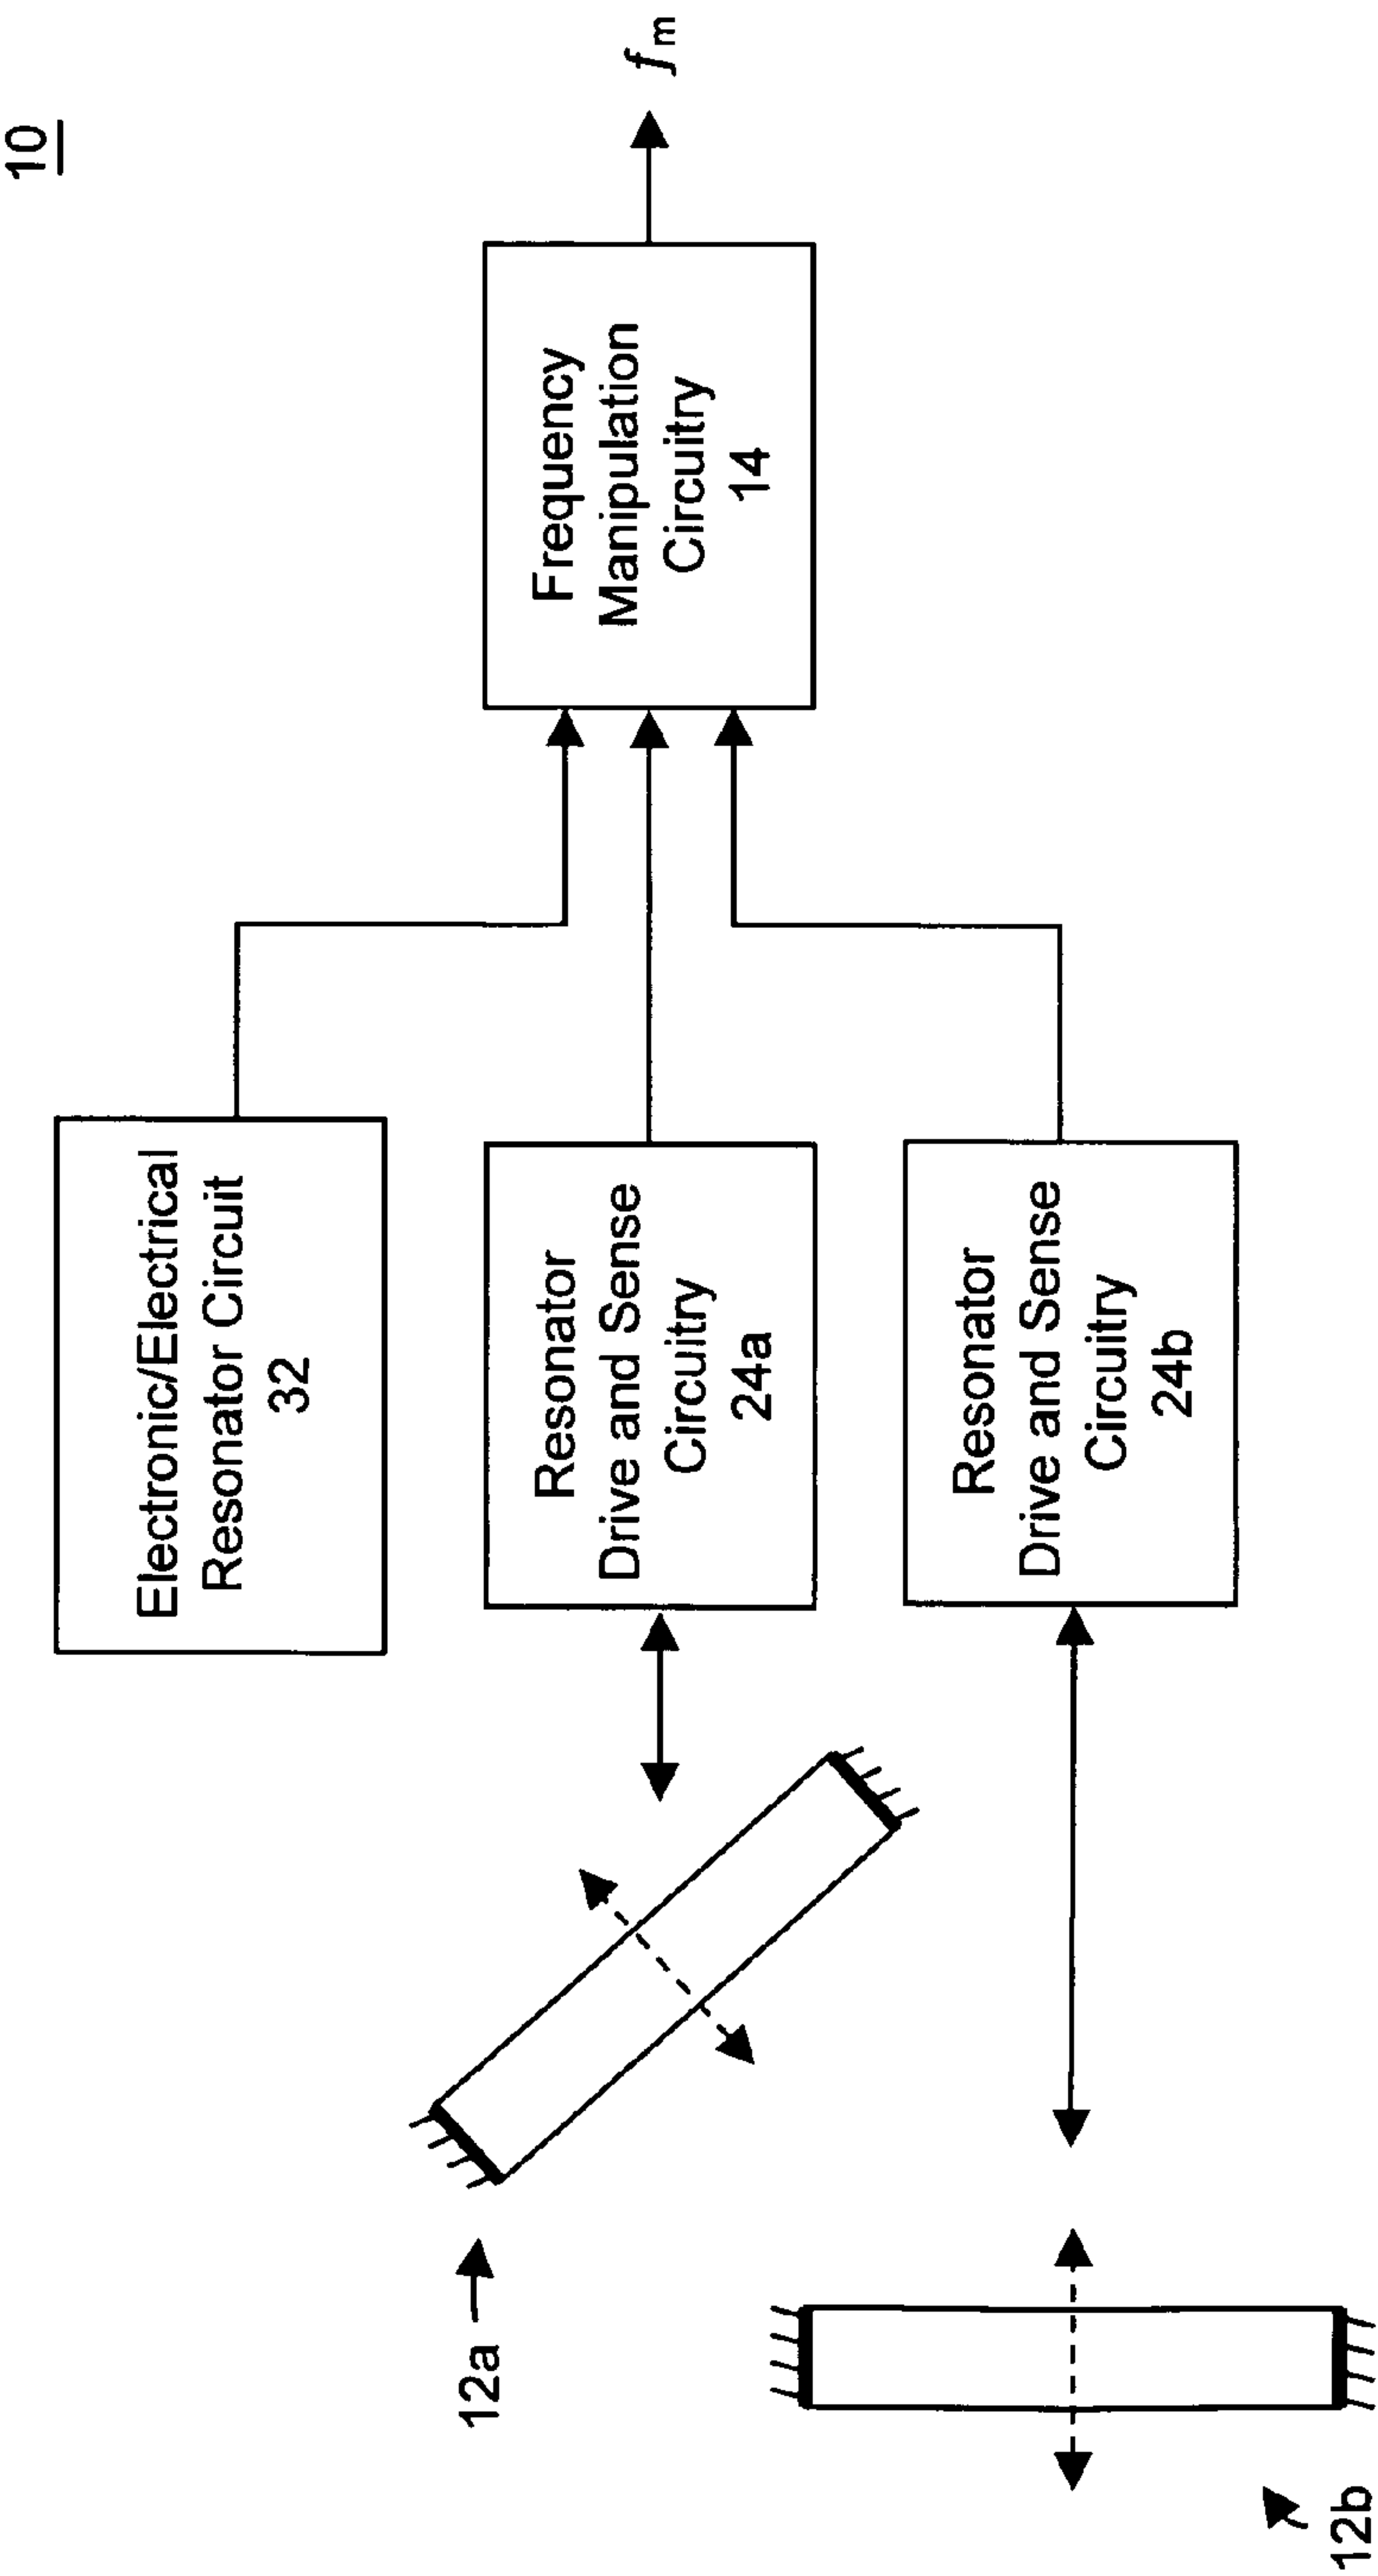 10
Electronic/Electrical
Resonator Circuit
32
12a
Resonator
Drive and Sense
Circuitry
24a
Frequency
Manipulation
Circuitry
14
fm
12b
Resonator
Drive and Sense
Circuitry
24b